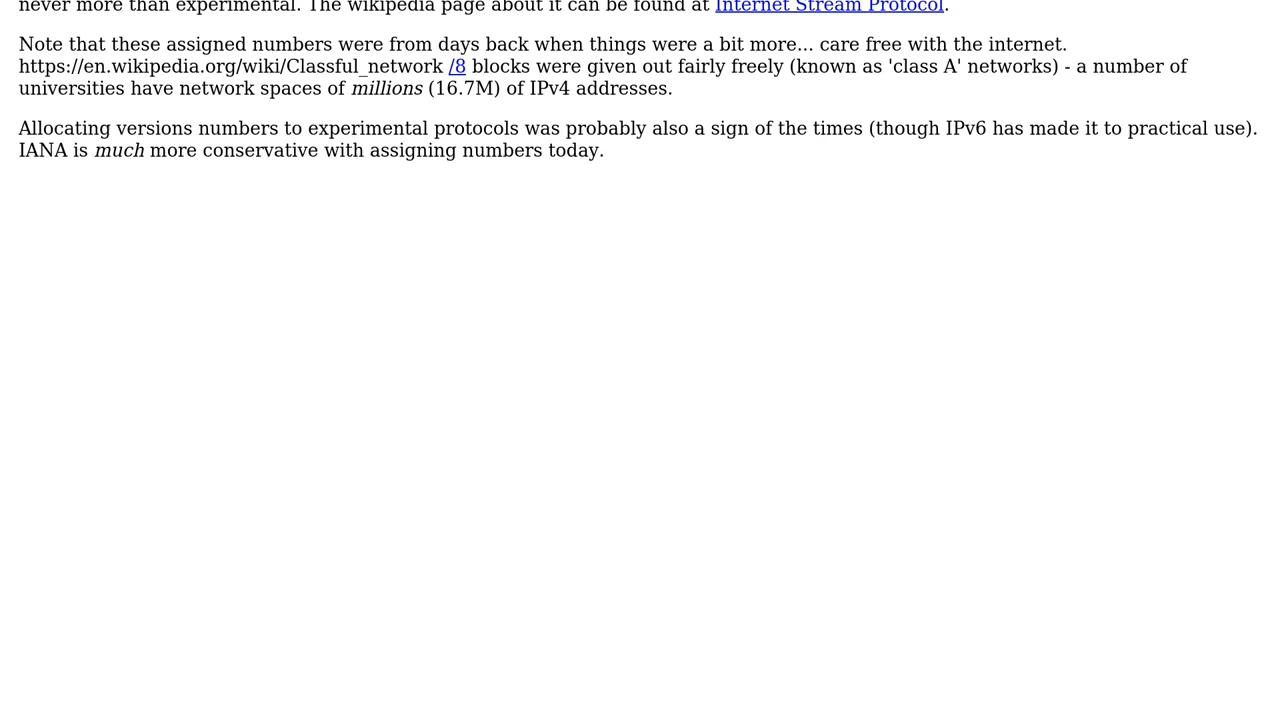 never more than experimental. The wikipedia page about it can be found at Internet Stream Protocol.
Note that these assigned numbers were from days back when things were a bit more... care free with the internet.
https://en.wikipedia.org/wiki/Classful_network /8 blocks were given out fairly freely (known as 'class A' networks) - a number of
universities have network spaces of millions (16.7M) of IPv4 addresses.
Allocating versions numbers to experimental protocols was probably also a sign of the times (though IPv6 has made it to practical use).
IANA is much more conservative with assigning numbers today.